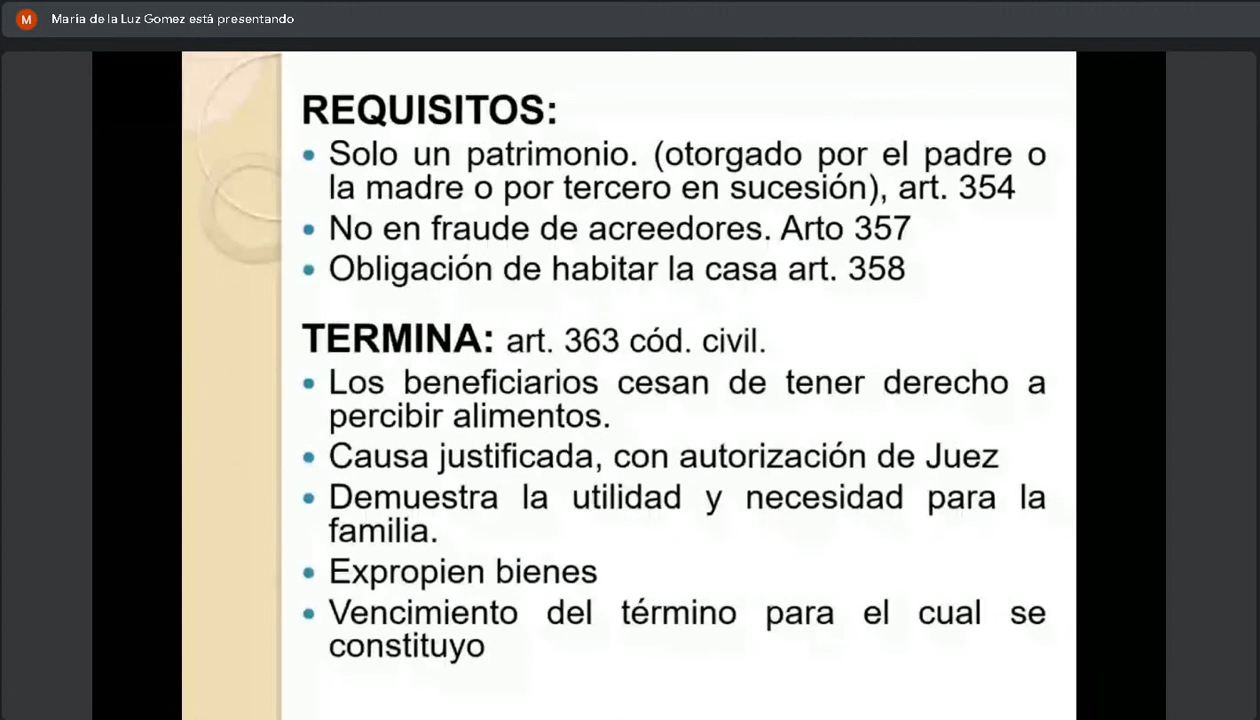 M
María de la Luz Gomez está presentando
REQUISITOS:
• Solo un patrimonio. (otorgado por el padre o
la madre o por tercero en sucesión), art. 354
• No en fraude de acreedores. Arto 357
• Obligación de habitar la casa art. 358
TERMINA: art. 363 cód. civil.
• Los beneficiarios cesan de tener derecho a
percibir alimentos.
• Causa justificada, con autorización de Juez
• Demuestra la utilidad y necesidad para la
familia.
• Expropien bienes
• Vencimiento del término para el cual se
constituyo